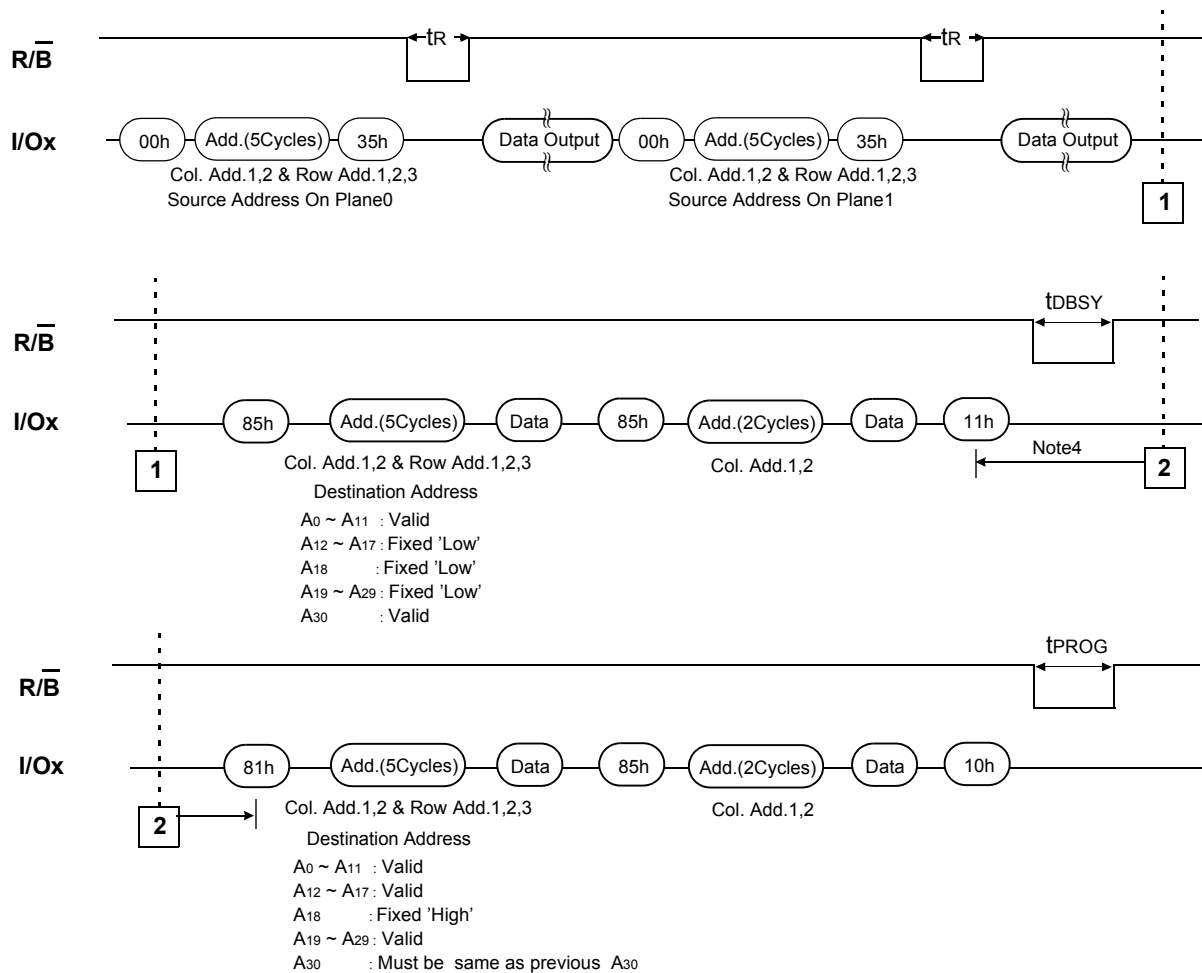 tR tR
R/B
I/Ox 00h Add.(5Cycles) 35h Data Output 00h Add.(5Cycles) 35h Data Output
Col. Add.1,2 & Row Add.1,2,3 Col. Add.1,2 & Row Add.1,2,3
Source Address On Plane0 Source Address On Plane1
1
tDBSY
R/B
I/Ox 85h Add.(5Cycles) Data 85h Add.(2Cycles) Data 11h
1 Col. Add.1,2 & Row Add.1,2,3 Col. Add.1,2 Note4 2
Destination Address
A0 ~ A11 : Valid
A12 ~ A17 : Fixed 'Low'
A18 : Fixed 'Low'
A19 ~ A29 : Fixed 'Low'
A30 : Valid
tPROG
R/B
I/Ox 81h Add.(5Cycles) Data 85h Add.(2Cycles) Data 10h
2 Col. Add.1,2 & Row Add.1,2,3 Col. Add.1,2
Destination Address
A0 ~ A11 : Valid
A12 ~ A17 : Valid
A18 : Fixed 'High'
A19 ~ A29 : Valid
A30 : Must be same as previous A30